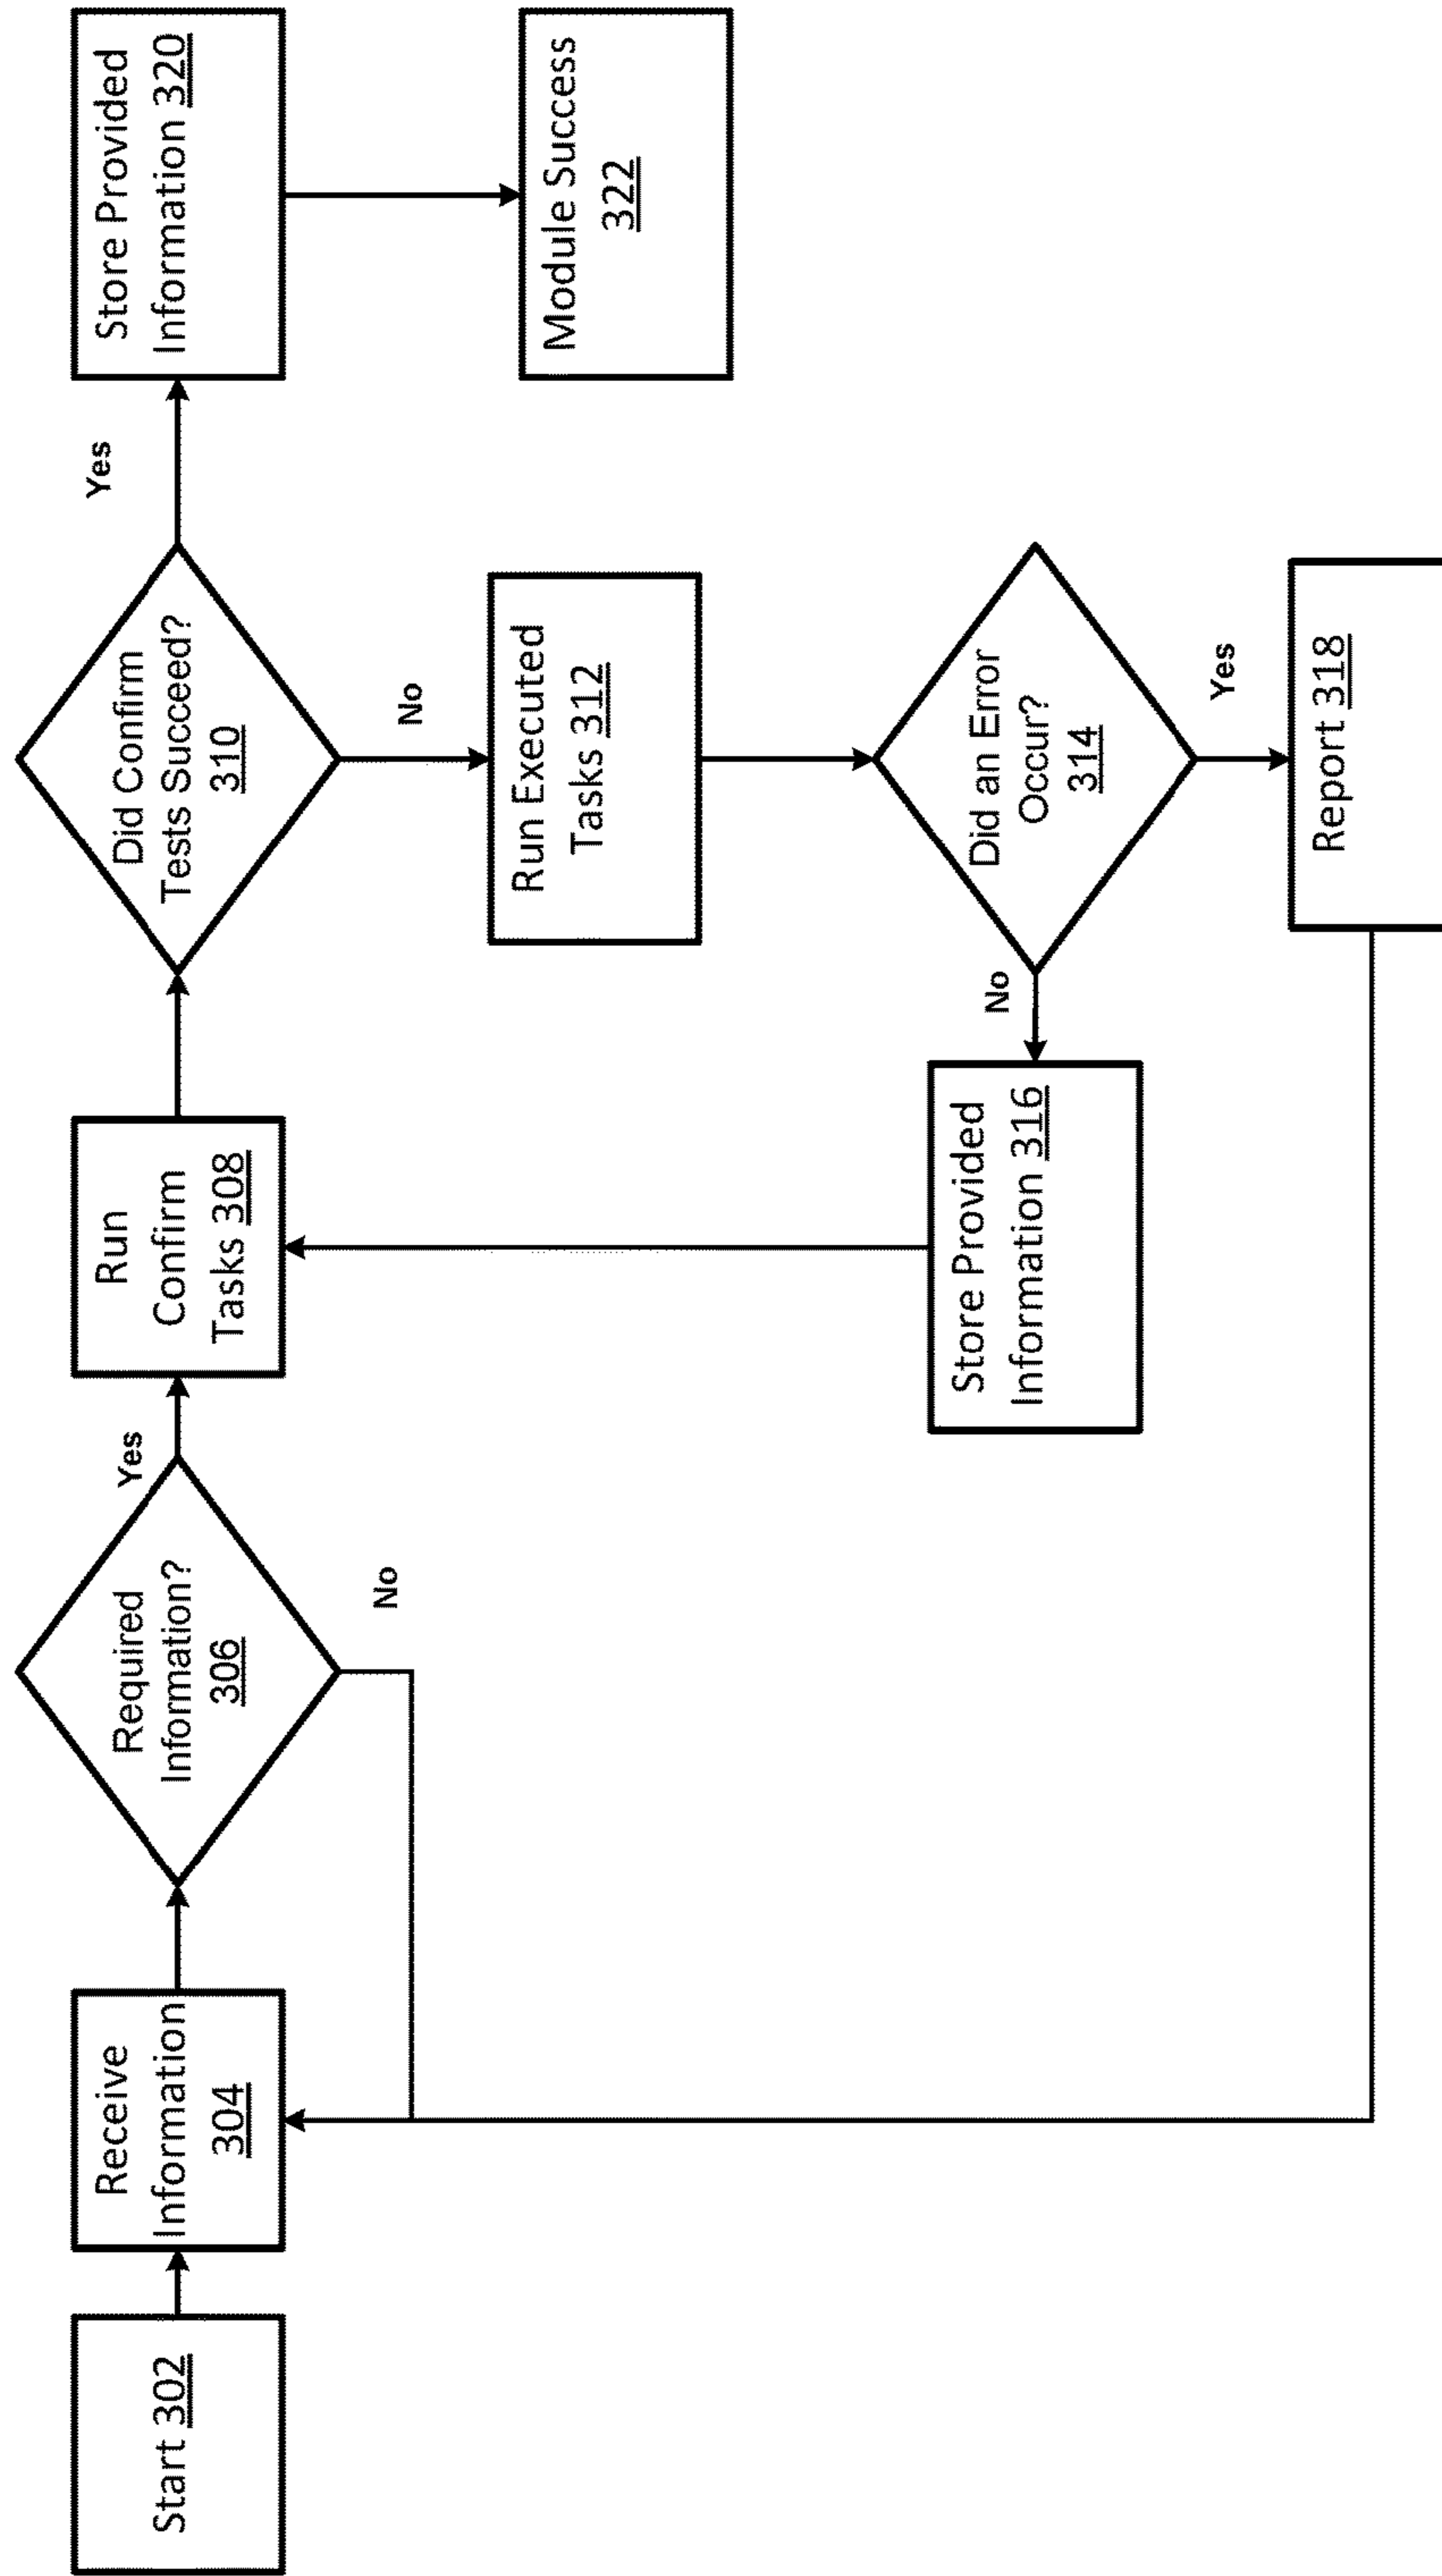 Start 302
Receive
Information
304
Required
Information?
306
Yes
No
Run
Confirm
Tasks 308
Did Confirm
Tests Succeed?
310
Yes
No
Store Provided
Information 320
Module Success
322
Run Executed
Tasks 312
Did an Error
Occur?
314
No
Yes
Store Provided
Information 316
Report 318